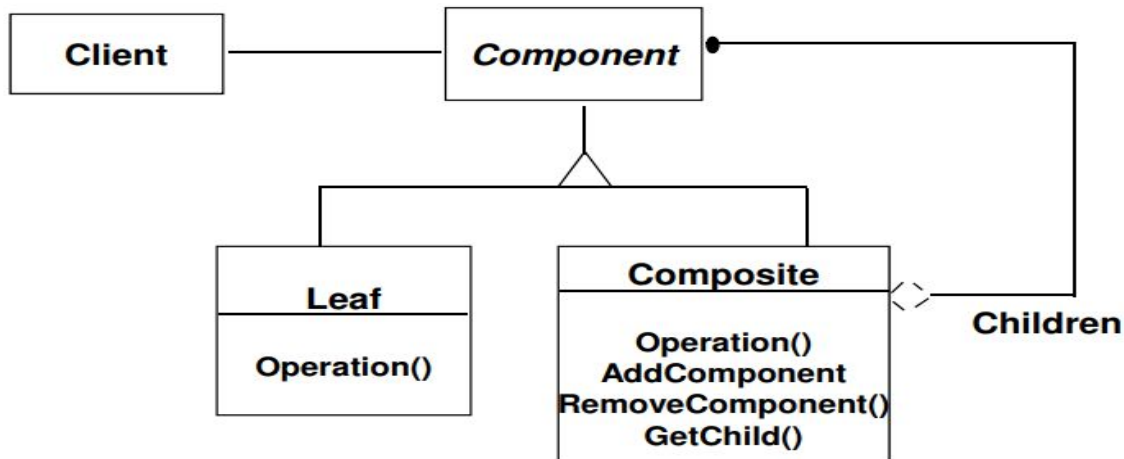 Client
Component
Leaf
Operation()
Composite
Operation()
AddComponent
RemoveComponent()
GetChild()
Children